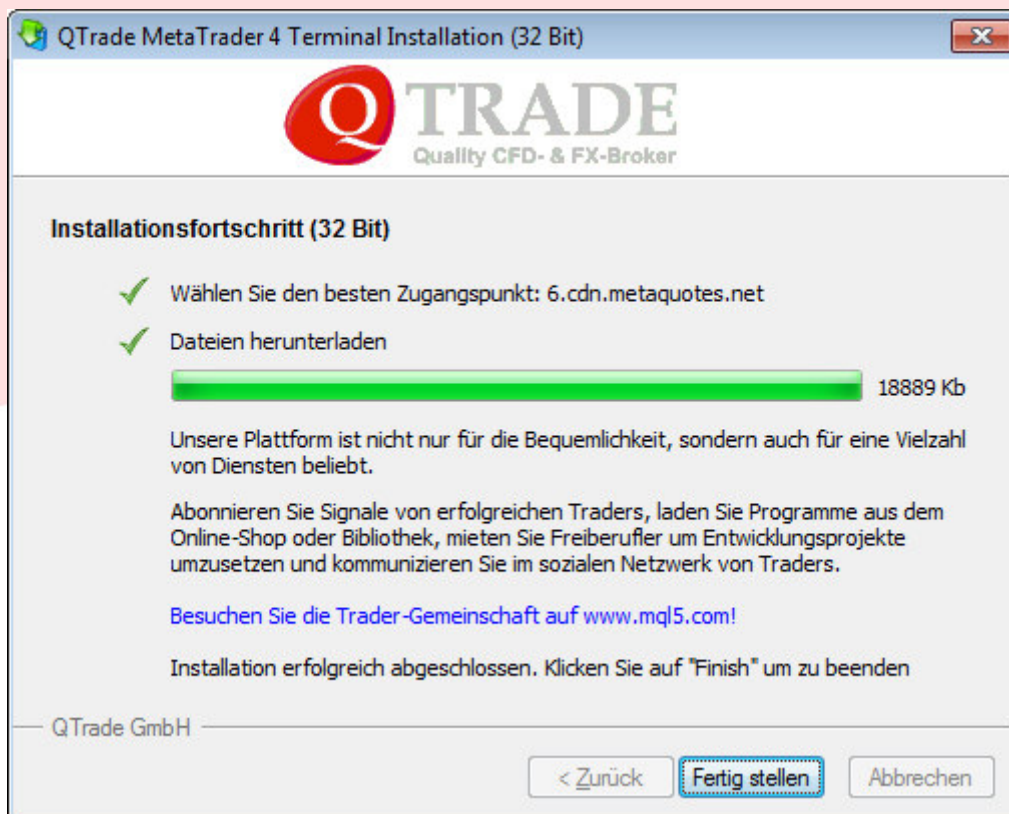 QTrade MetaTrader 4 Terminal Installation (32 Bit)
Q TRADE
Quality CFD- & FX-Broker
Installationsfortschritt (32 Bit)
Wählen Sie den besten Zugangspunkt: 6.cdn.metaquotes.net
Dateien herunterladen
18889 Kb
Unsere Plattform ist nicht nur für die Bequemlichkeit, sondern auch für eine Vielzahl
von Diensten beliebt.
Abonnieren Sie Signale von erfolgreichen Traders, laden Sie Programme aus dem
Online-Shop oder Bibliothek, mieten Sie Freiberufler um Entwicklungsprojekte
umzusetzen und kommunizieren Sie im sozialen Netzwerk von Traders.
Besuchen Sie die Trader-Gemeinschaft auf www.mql5.com!
Installation erfolgreich abgeschlossen. Klicken Sie auf "Finish" um zu beenden
QTrade GmbH
< Zurück
Fertig stellen
Abbrechen